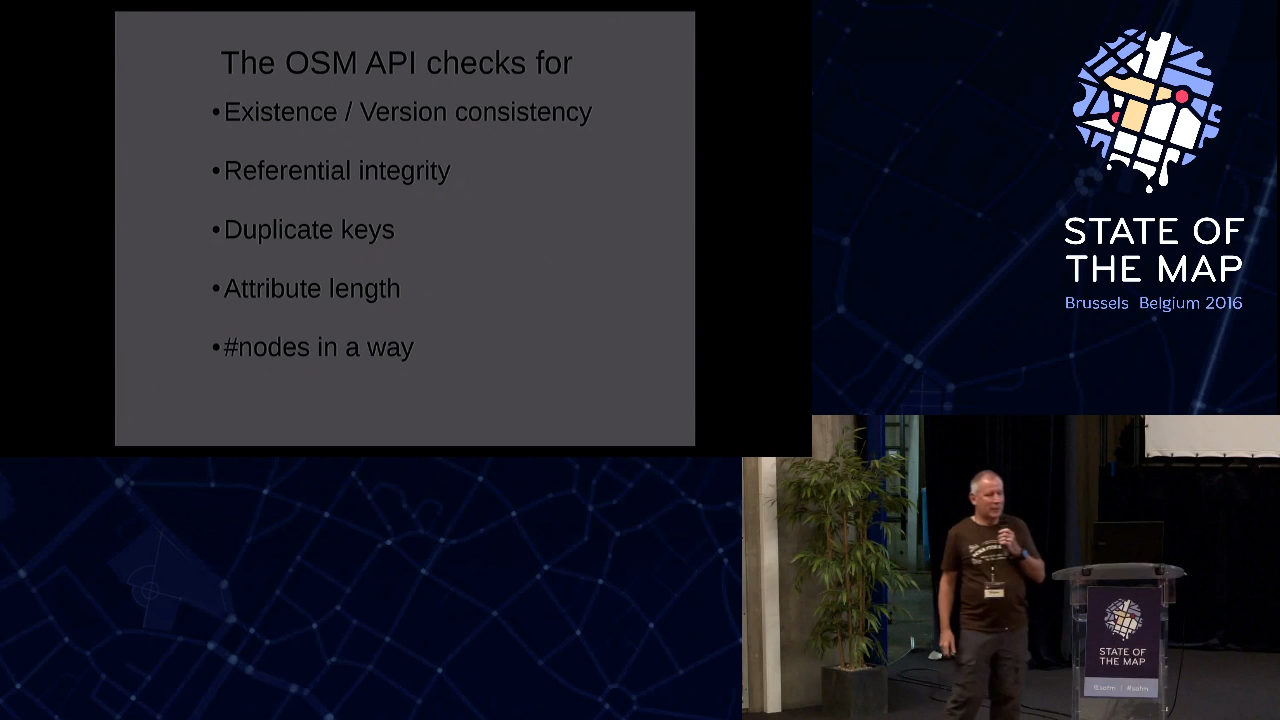 The OSM API checks for
•Existence / Version consistency
•Referential integrity
•Duplicate keys
•Attribute length
•#nodes in a way
STATE OF
THE MAP
Brussels Belgium 2016
STATE OF
THE MAP